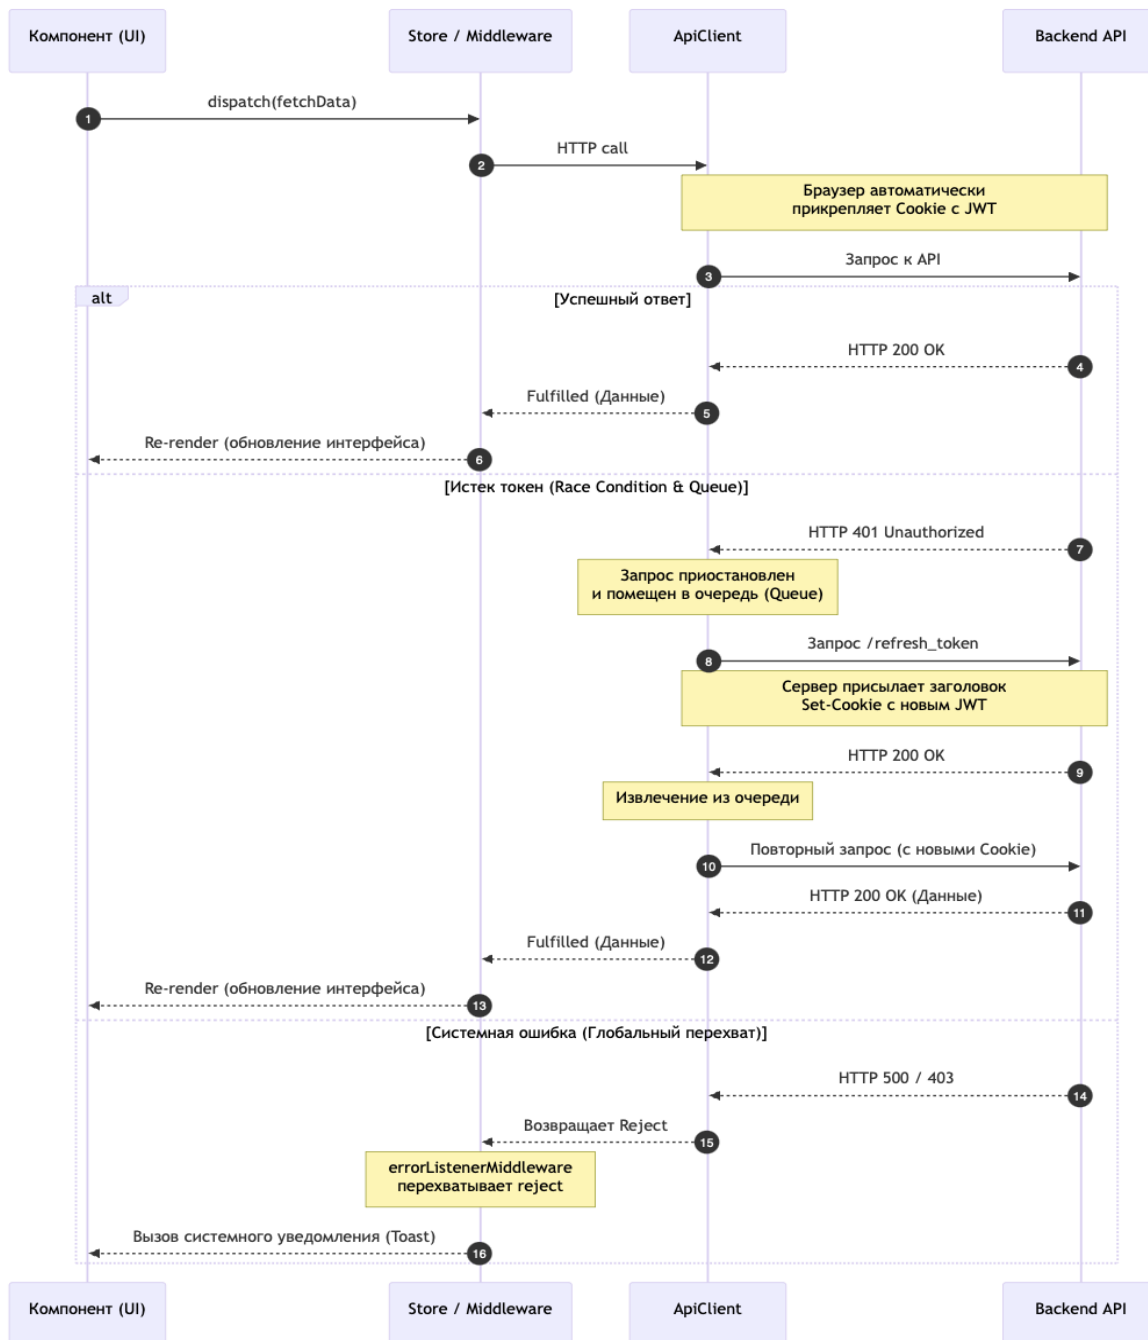 Компонент (UI)
Store / Middleware
ApiClient
Backend API
dispatch(fetchData)
1
HTTP call
2
Браузер автоматически
прикрепляет Cookie с JWT
Запрос к API
3
alt
[Успешный ответ]
HTTP 200 OK
4
Fulfilled (Данные)
5
Re-render (обновление интерфейса)
6
[Истек токен (Race Condition & Queue)]
HTTP 401 Unauthorized
7
Запрос приостановлен
и помещен в очередь (Queue)
Запрос /refresh_token
8
Сервер присылает заголовок
Set-Cookie с новым JWT
HTTP 200 OK
9
Извлечение из очереди
Повторный запрос (с новыми Cookie)
10
HTTP 200 OK (Данные)
11
Fulfilled (Данные)
12
Re-render (обновление интерфейса)
13
[Системная ошибка (Глобальный перехват)]
HTTP 500 / 403
14
Возвращает Reject
15
errorListenerMiddleware
перехватывает reject
Вызов системного уведомления (Toast)
16
Компонент (UI)
Store / Middleware
ApiClient
Backend API